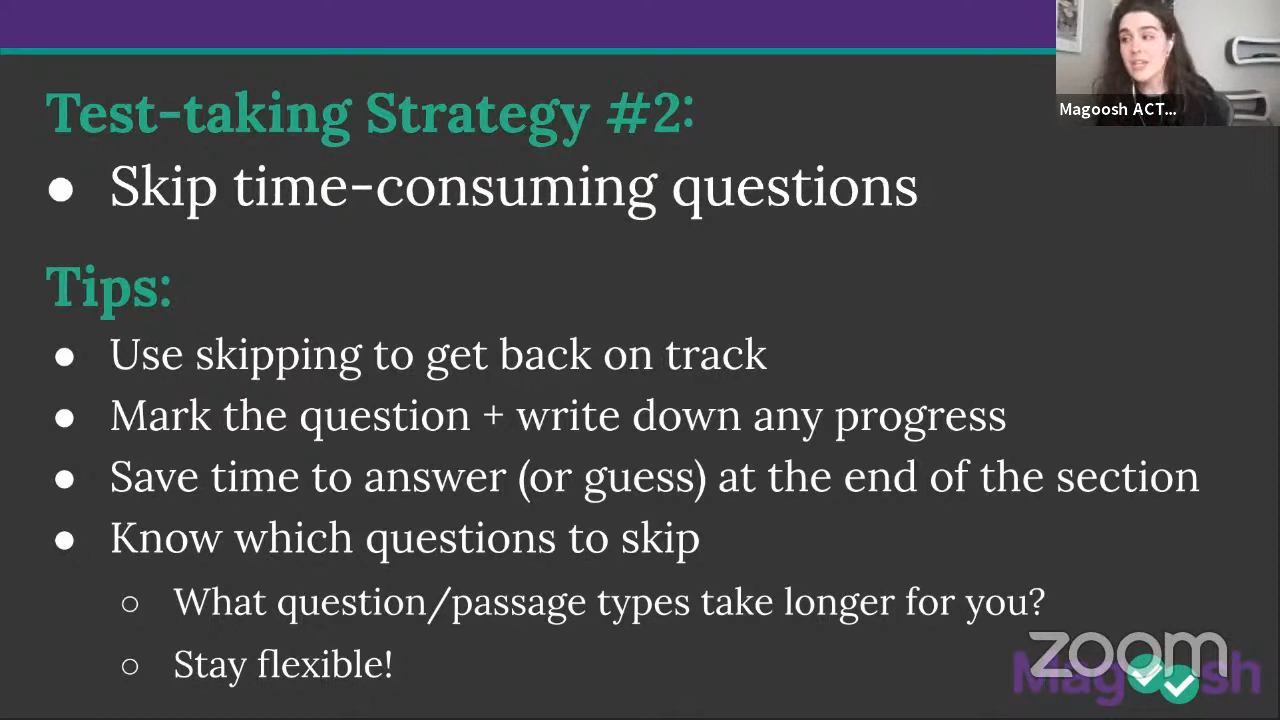 Magoosh ACT...
Test-taking Strategy #2:
● Skip time-consuming questions
Tips:
● Use skipping to get back on track
● Mark the question + write down any progress
● Save time to answer (or guess) at the end of the section
● Know which questions to skip
○ What question/passage types take longer for you?
○ Stay flexible!
zoom
Magoosh